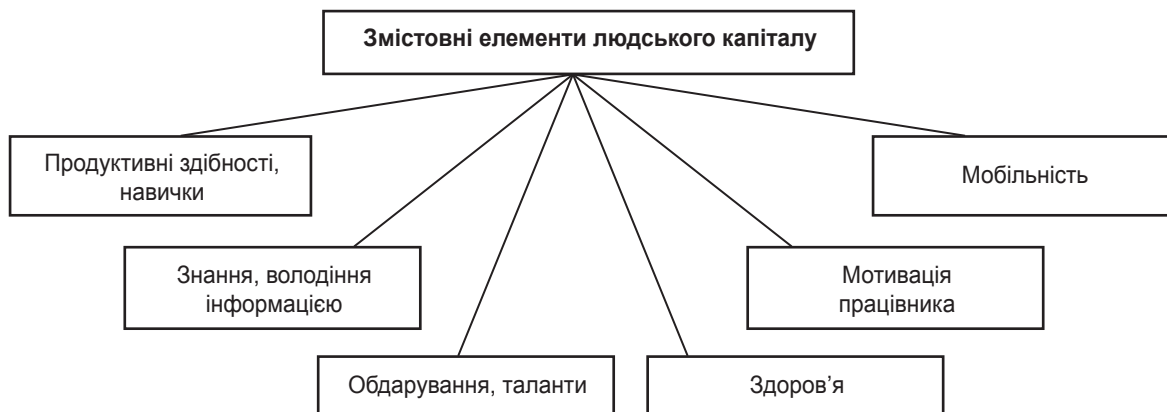 Змістовні елементи людського капіталу
Продуктивні здібності,
навички
Мобільність
Знання, володіння
інформацією
Мотивація
працівника
Обдарування, таланти
Здоров’я